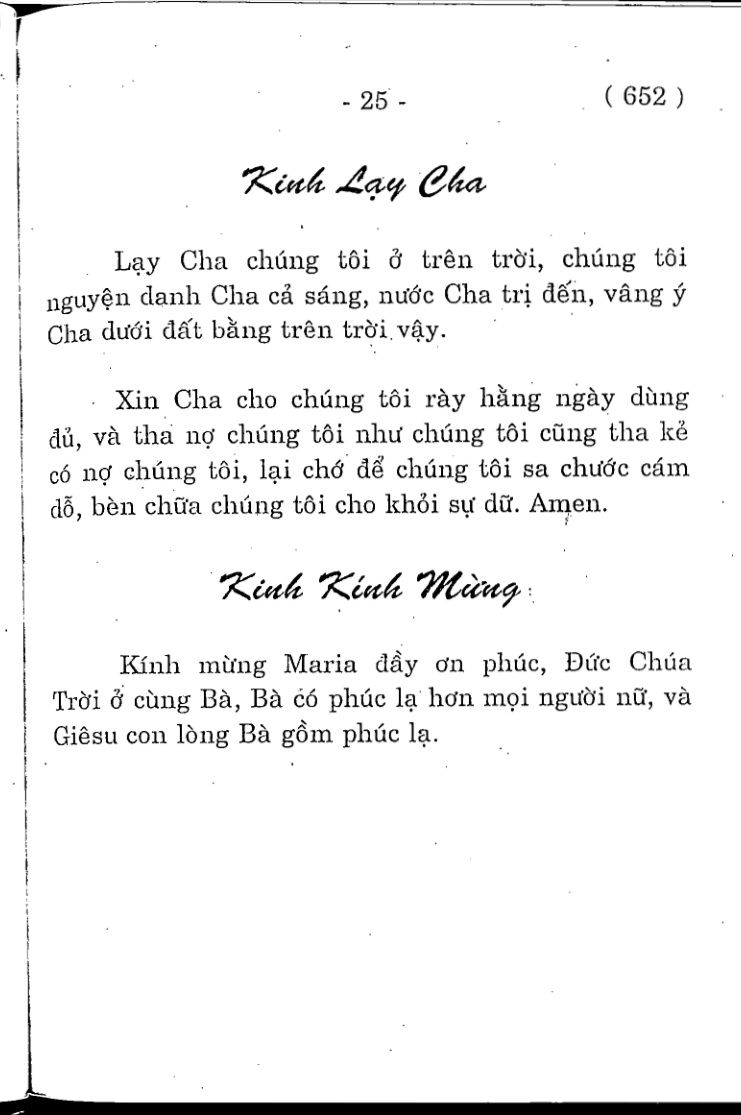 - 25 -
( 652 )
Kinh Lạy Cha
Lạy Cha chúng tôi ở trên trời, chúng tôi
nguyện danh Cha cả sáng, nước Cha trị đến, vâng ý
Cha dưới đất bằng trên trời vậy.
Xin Cha cho chúng tôi rày hằng ngày dùng
đủ, và tha nợ chúng tôi như chúng tôi cũng tha kẻ
có nợ chúng tôi, lại chớ để chúng tôi sa chước cám
dỗ, bèn chữa chúng tôi cho khỏi sự dữ. Amen.
Kinh Kính Mừng
Kính mừng Maria đầy ơn phúc, Đức Chúa
Trời ở cùng Bà, Bà có phúc lạ hơn mọi người nữ, và
Giêsu con lòng Bà gồm phúc lạ.